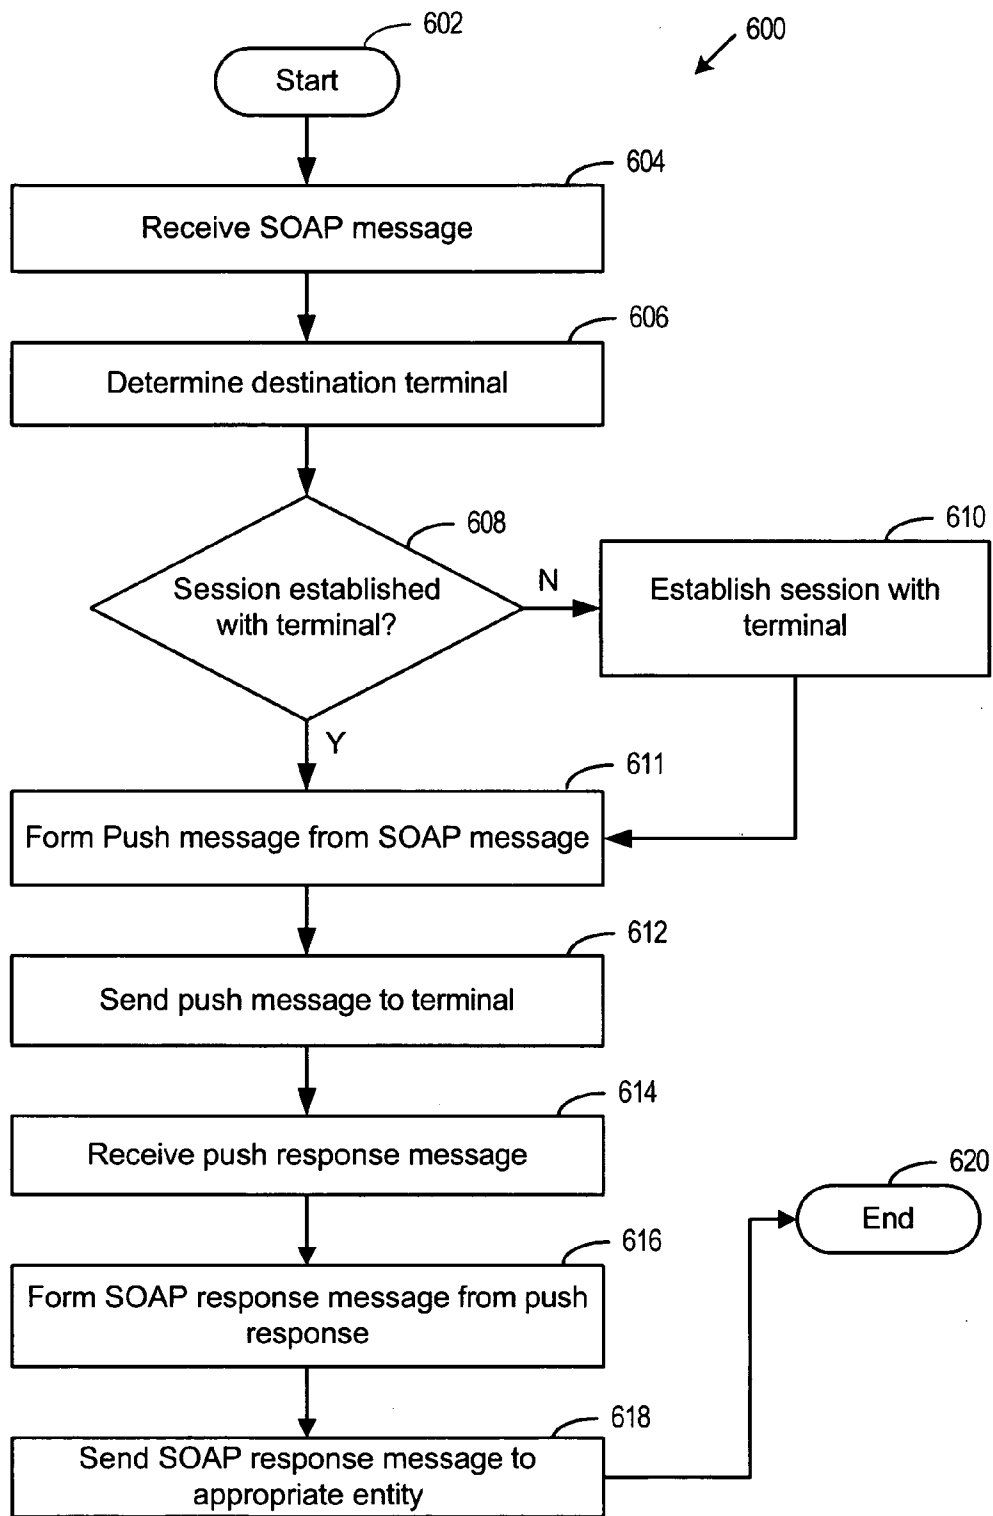 602
600
Start
604
Receive SOAP message
606
Determine destination terminal
608
610
Session established
with terminal?
N
Establish session with
terminal
Y
611
Form Push message from SOAP message
612
Send push message to terminal
614
Receive push response message
620
End
616
Form SOAP response message from push
response
618
Send SOAP response message to
appropriate entity